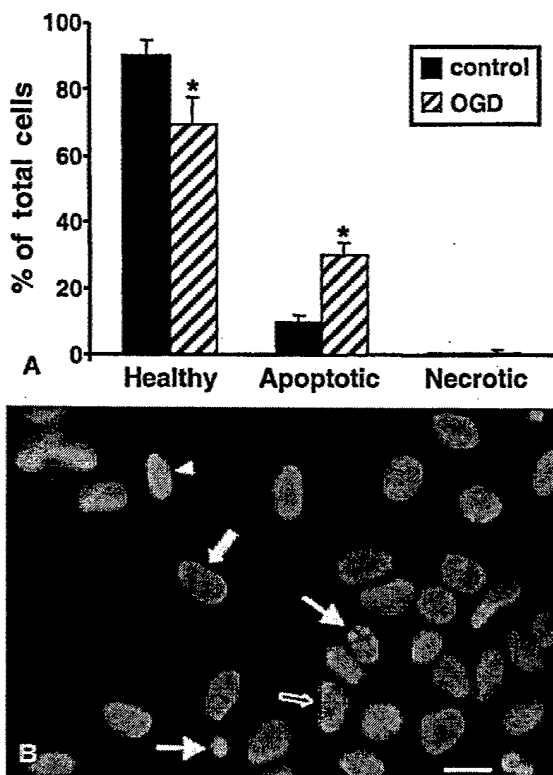 100
80
60
40
20
0
% of total cells
control
OGD
*
*
A
Healthy Apoptotic Necrotic
B